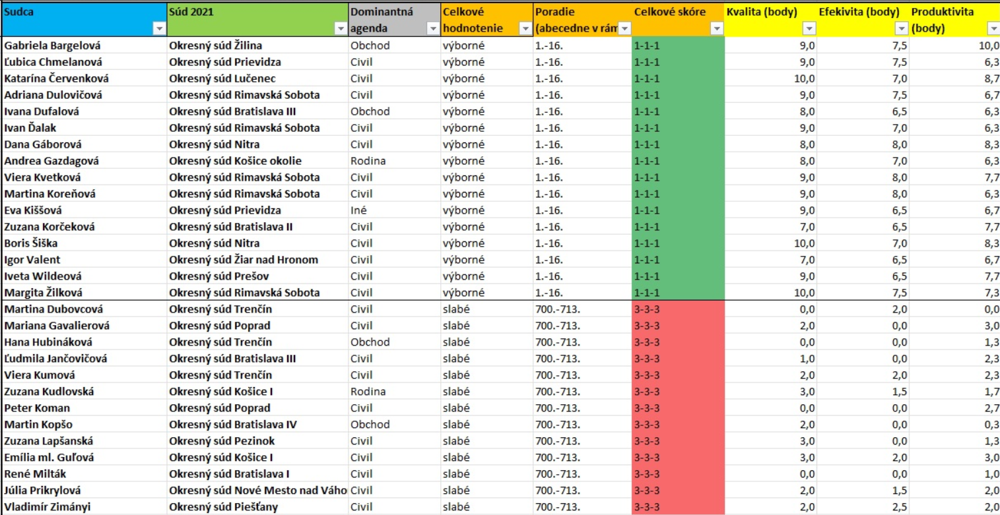 Sudca Súd 2021 Dominantná agenda Celkové hodnotenie Poradie (abecedne v rám Celkové skóre Kvalita (body) Efekivita (body) Produktivita (body)
Gabriela Bargelová Okresný súd Žilina Obchod výborné 1.-16. 1-1-1 9,0 7,5 10,0
Ľubica Chmelanová Okresný súd Prievidza Civil výborné 1.-16. 1-1-1 9,0 7,5 6,3
Katarína Červenková Okresný súd Lučenec Civil výborné 1.-16. 1-1-1 10,0 7,0 8,7
Adriana Dulovičová Okresný súd Rimavská Sobota Civil výborné 1.-16. 1-1-1 9,0 7,5 6,7
Ivana Dufalová Okresný súd Bratislava III Obchod výborné 1.-16. 1-1-1 8,0 6,5 6,3
Ivan Ďalak Okresný súd Rimavská Sobota Civil výborné 1.-16. 1-1-1 9,0 7,0 6,3
Dana Gáborová Okresný súd Nitra Civil výborné 1.-16. 1-1-1 8,0 8,0 8,3
Andrea Gazdagová Okresný súd Košice okolie Rodina výborné 1.-16. 1-1-1 8,0 7,0 6,3
Viera Kvetková Okresný súd Rimavská Sobota Civil výborné 1.-16. 1-1-1 9,0 8,0 7,7
Martina Koreňová Okresný súd Rimavská Sobota Civil výborné 1.-16. 1-1-1 9,0 8,0 6,3
Eva Kiššová Okresný súd Prievidza Iné výborné 1.-16. 1-1-1 9,0 6,5 6,7
Zuzana Korčeková Okresný súd Bratislava II Civil výborné 1.-16. 1-1-1 7,0 6,5 7,7
Boris Šiška Okresný súd Nitra Civil výborné 1.-16. 1-1-1 10,0 7,0 8,3
Igor Valent Okresný súd Žiar nad Hronom Civil výborné 1.-16. 1-1-1 7,0 6,5 6,7
Iveta Wildeová Okresný súd Prešov Civil výborné 1.-16. 1-1-1 9,0 6,5 7,7
Margita Žilková Okresný súd Rimavská Sobota Civil výborné 1.-16. 1-1-1 10,0 7,5 7,3
Martina Dubovcová Okresný súd Trenčín Civil slabé 700.-713. 3-3-3 0,0 2,0 0,0
Mariana Gavalierová Okresný súd Poprad Civil slabé 700.-713. 3-3-3 2,0 0,0 3,0
Hana Hubináková Okresný súd Trenčín Obchod slabé 700.-713. 3-3-3 0,0 0,0 1,3
Ľudmila Jančovičová Okresný súd Bratislava III Civil slabé 700.-713. 3-3-3 1,0 0,0 2,3
Viera Kumová Okresný súd Trenčín Civil slabé 700.-713. 3-3-3 2,0 2,0 2,3
Zuzana Kudlovská Okresný súd Košice I Rodina slabé 700.-713. 3-3-3 3,0 1,5 1,7
Peter Koman Okresný súd Poprad Civil slabé 700.-713. 3-3-3 0,0 0,0 2,7
Martin Kopšo Okresný súd Bratislava IV Obchod slabé 700.-713. 3-3-3 2,0 0,0 0,3
Zuzana Lapšanská Okresný súd Pezinok Civil slabé 700.-713. 3-3-3 3,0 0,0 1,3
Emília ml. Guľová Okresný súd Košice I Civil slabé 700.-713. 3-3-3 3,0 2,0 3,0
René Milták Okresný súd Bratislava I Civil slabé 700.-713. 3-3-3 0,0 0,0 1,0
Júlia Prikrylová Okresný súd Nové Mesto nad Váho Civil slabé 700.-713. 3-3-3 2,0 1,5 2,0
Vladimír Zimányi Okresný súd Piešťany Civil slabé 700.-713. 3-3-3 2,0 2,5 2,0